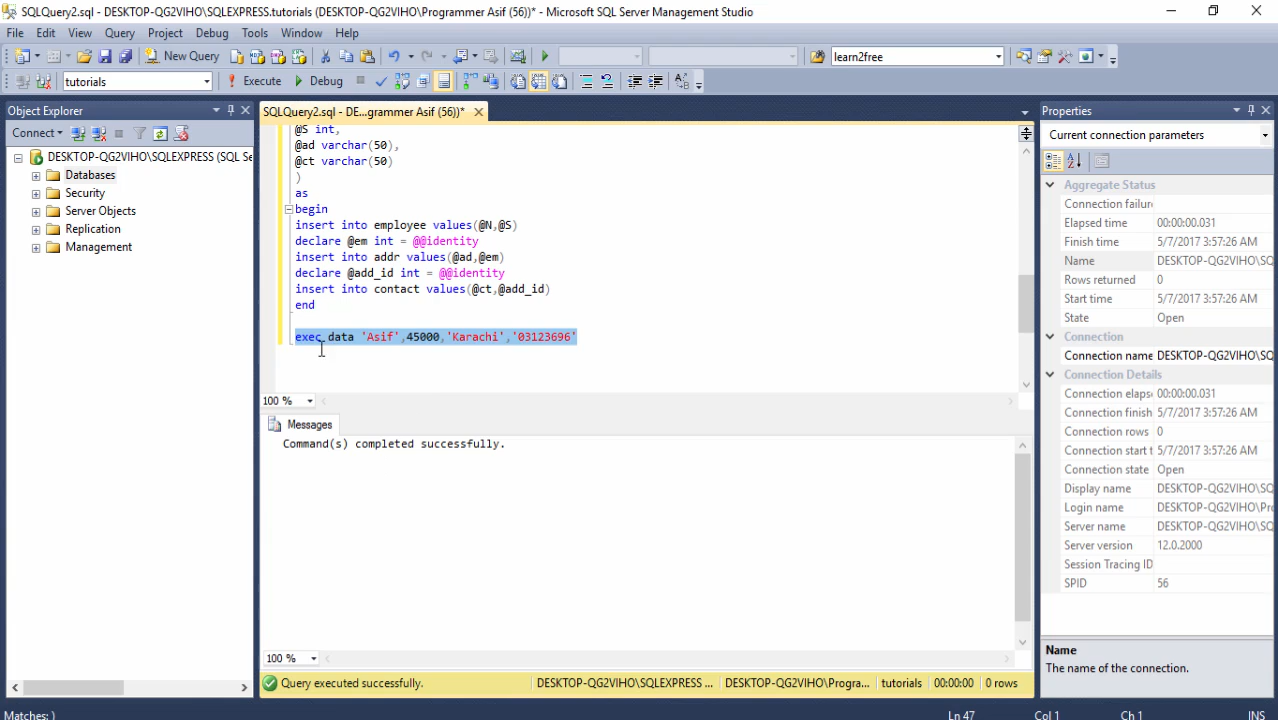 SQLQuery2.sql - DESKTOP-QG2VIHO\SQLEXPRESS.tutorials (DESKTOP-QG2VIHO\Programmer Asif (56))* - Microsoft SQL Server Management Studio
File Edit View Query Project Debug Tools Window Help
New Query learn2free
tutorials Execute Debug
Object Explorer
Connect
DESKTOP-QG2VIHO\SQLEXPRESS (SQL Se
Databases
Security
Server Objects
Replication
Management
SQLQuery2.sql - DE...grammer Asif (56))*
@S int,
@ad varchar(50),
@ct varchar(50)
)
as
begin
insert into employee values(@N,@S)
declare @em int = @@identity
insert into addr values(@ad,@em)
declare @add_id int = @@identity
insert into contact values(@ct,@add_id)
end
exec data 'Asif',45000,'Karachi','03123696'
100 %
Messages
Command(s) completed successfully.
100 %
Query executed successfully. DESKTOP-QG2VIHO\SQLEXPRESS ... DESKTOP-QG2VIHO\Progra... tutorials 00:00:00 0 rows
Properties
Current connection parameters
Aggregate Status
Connection failur
Elapsed time 00:00:00.031
Finish time 5/7/2017 3:57:26 AM
Name DESKTOP-QG2VIHO\SQ
Rows returned 0
Start time 5/7/2017 3:57:26 AM
State Open
Connection
Connection name DESKTOP-QG2VIHO\SQ
Connection Details
Connection elaps 00:00:00.031
Connection finish 5/7/2017 3:57:26 AM
Connection rows 0
Connection start t 5/7/2017 3:57:26 AM
Connection state Open
Display name DESKTOP-QG2VIHO\SQ
Login name DESKTOP-QG2VIHO\Pr
Server name DESKTOP-QG2VIHO\SQ
Server version 12.0.2000
Session Tracing ID
SPID 56
Name
The name of the connection.
Matches: ) Ln 47 Col 1 Ch 1 INS